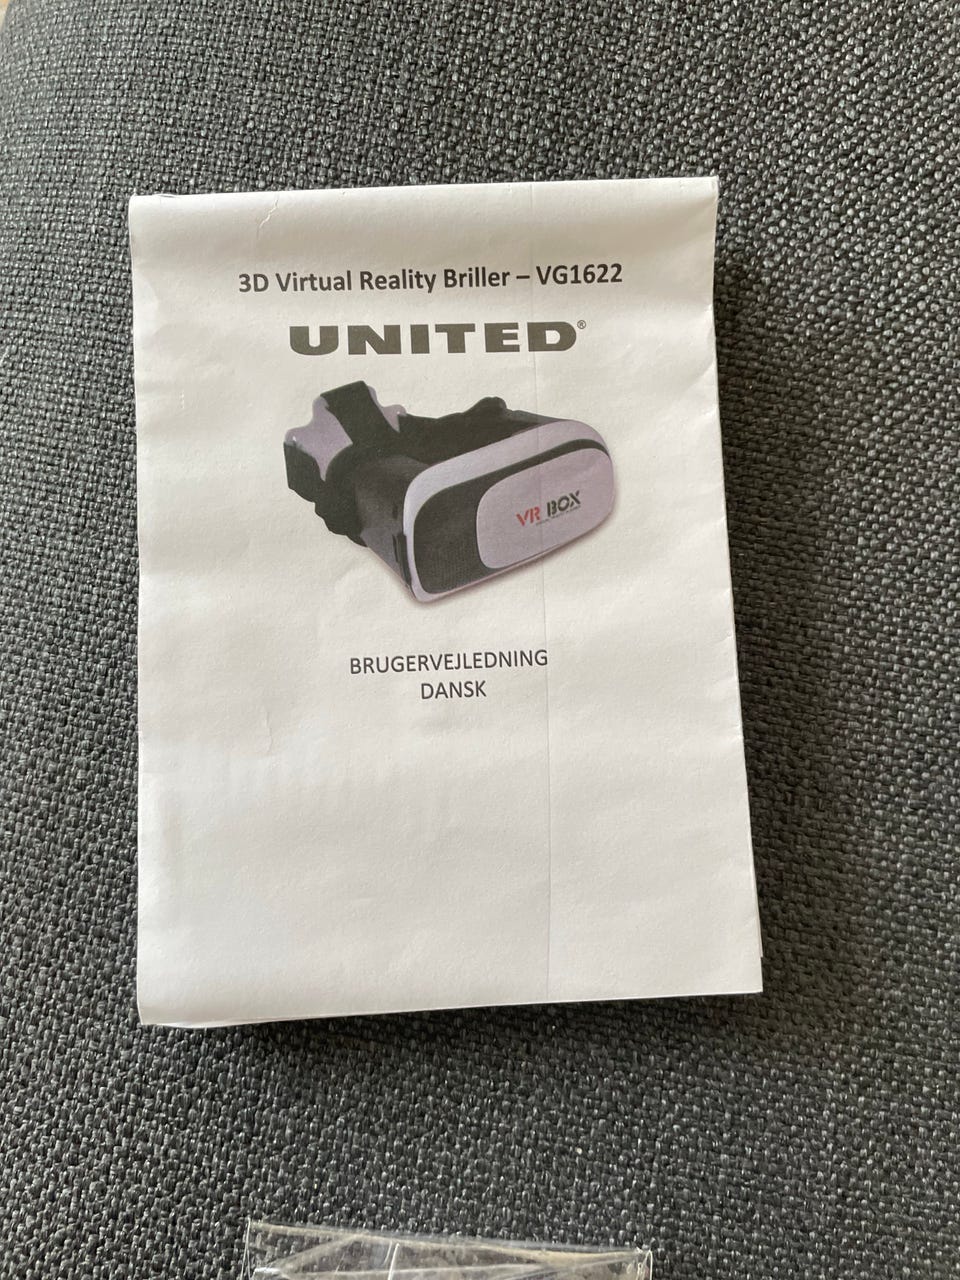 3D Virtual Reality Briller – VG1622
UNITED®
VR BOX
BRUGERVEJLEDNING
DANSK